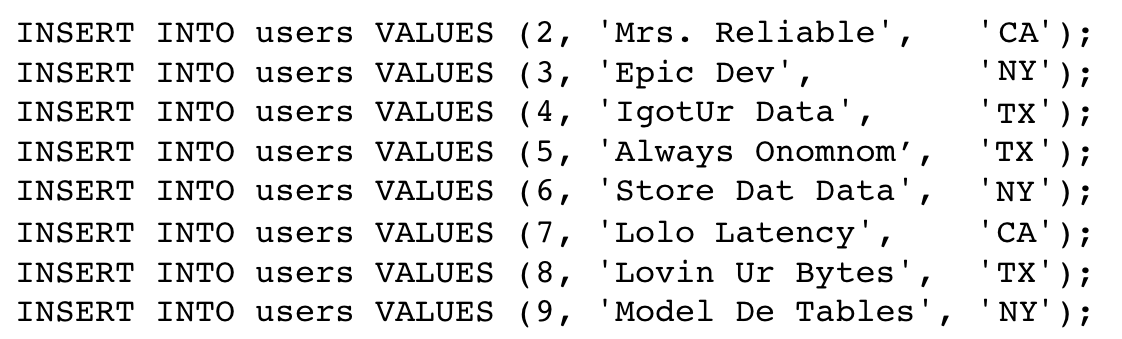 INSERT INTO users VALUES (2, 'Mrs. Reliable', 'CA');
INSERT INTO users VALUES (3, 'Epic Dev', 'NY');
INSERT INTO users VALUES (4, 'IgotUr Data', 'TX');
INSERT INTO users VALUES (5, 'Always Onomnom’, 'TX');
INSERT INTO users VALUES (6, 'Store Dat Data', 'NY');
INSERT INTO users VALUES (7, 'Lolo Latency', 'CA');
INSERT INTO users VALUES (8, 'Lovin Ur Bytes', 'TX');
INSERT INTO users VALUES (9, 'Model De Tables', 'NY');